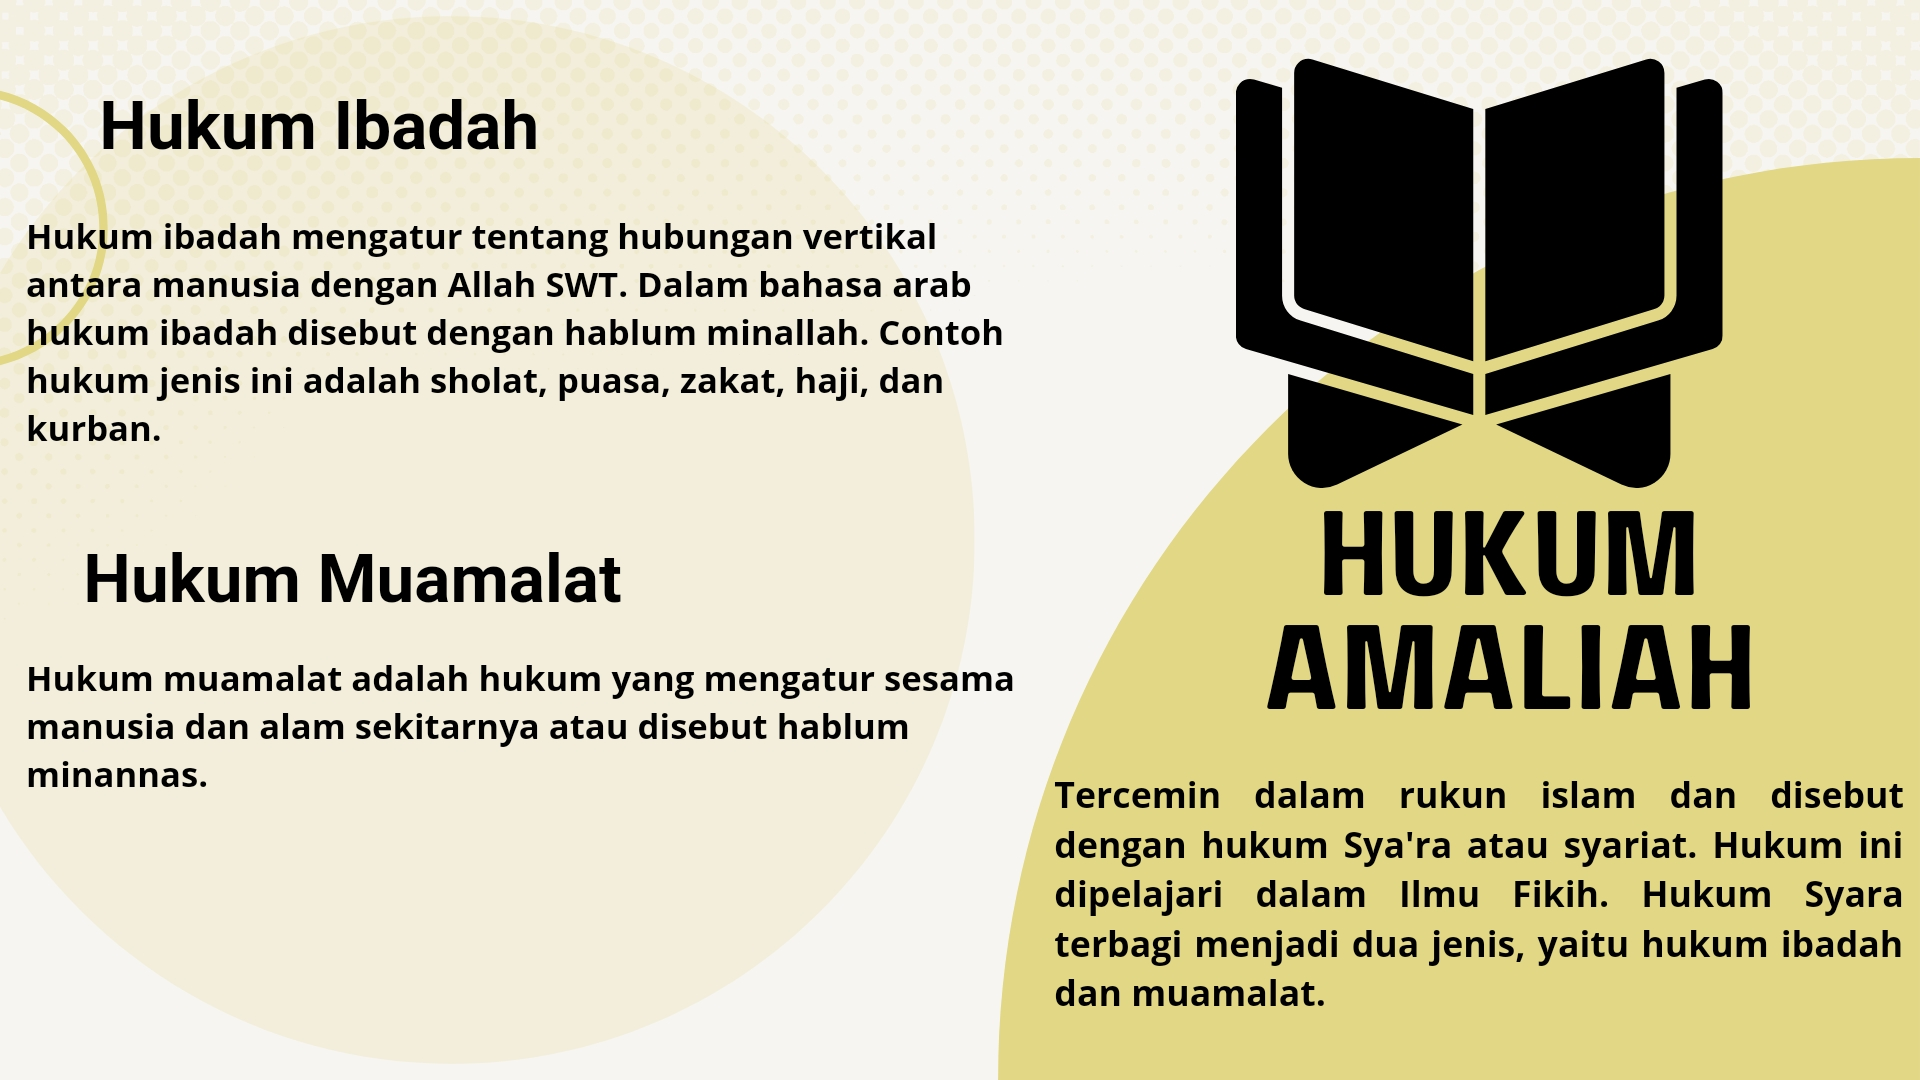 Hukum Ibadah
Hukum ibadah mengatur tentang hubungan vertikal
antara manusia dengan Allah SWT. Dalam bahasa arab
hukum ibadah disebut dengan hablum minallah. Contoh
hukum jenis ini adalah sholat, puasa, zakat, haji, dan
kurban.
Hukum Muamalat
Hukum muamalat adalah hukum yang mengatur sesama
manusia dan alam sekitarnya atau disebut hablum
minannas.
HUKUM
AMALIAH
Tercemin dalam rukun islam dan disebut
dengan hukum Sya'ra atau syariat. Hukum ini
dipelajari dalam Ilmu Fikih. Hukum Syara
terbagi menjadi dua jenis, yaitu hukum ibadah
dan muamalat.